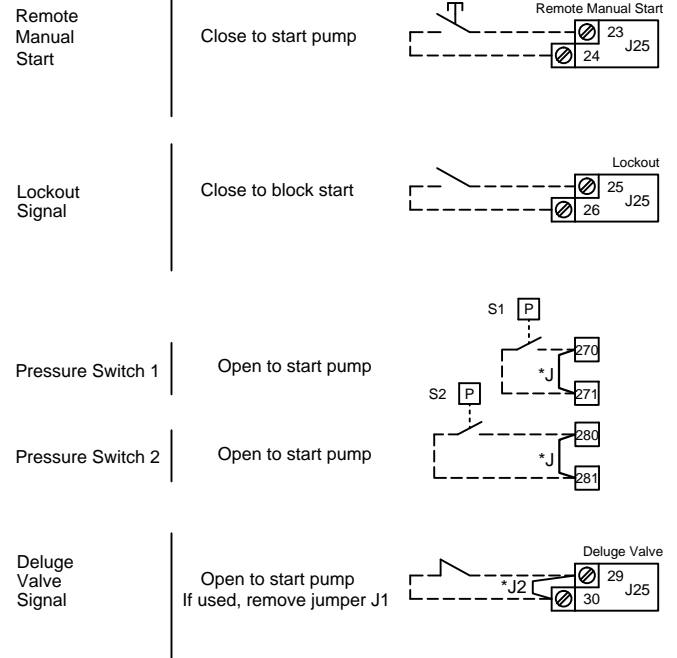 Remote
Manual
Start
Close to start pump
Remote Manual Start
23
24
J25
Lockout
Signal
Close to block start
Lockout
25
26
J25
Pressure Switch 1
Open to start pump
S1 P
*J
270
271
Pressure Switch 2
Open to start pump
S2 P
*J
280
281
Deluge
Valve
Signal
Open to start pump
If used, remove jumper J1
Deluge Valve
*J2
29
30
J25